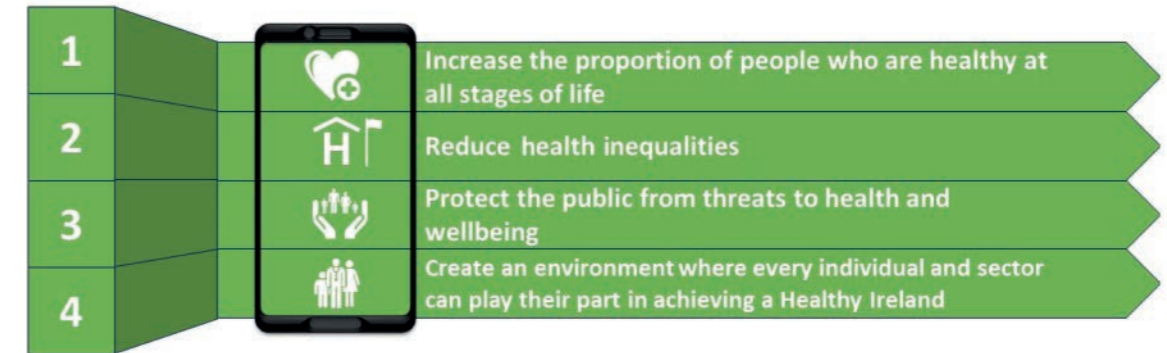 1
Increase the proportion of people who are healthy at
all stages of life
2
H
Reduce health inequalities
3
Protect the public from threats to health and
wellbeing
4
Create an environment where every individual and sector
can play their part in achieving a Healthy Ireland